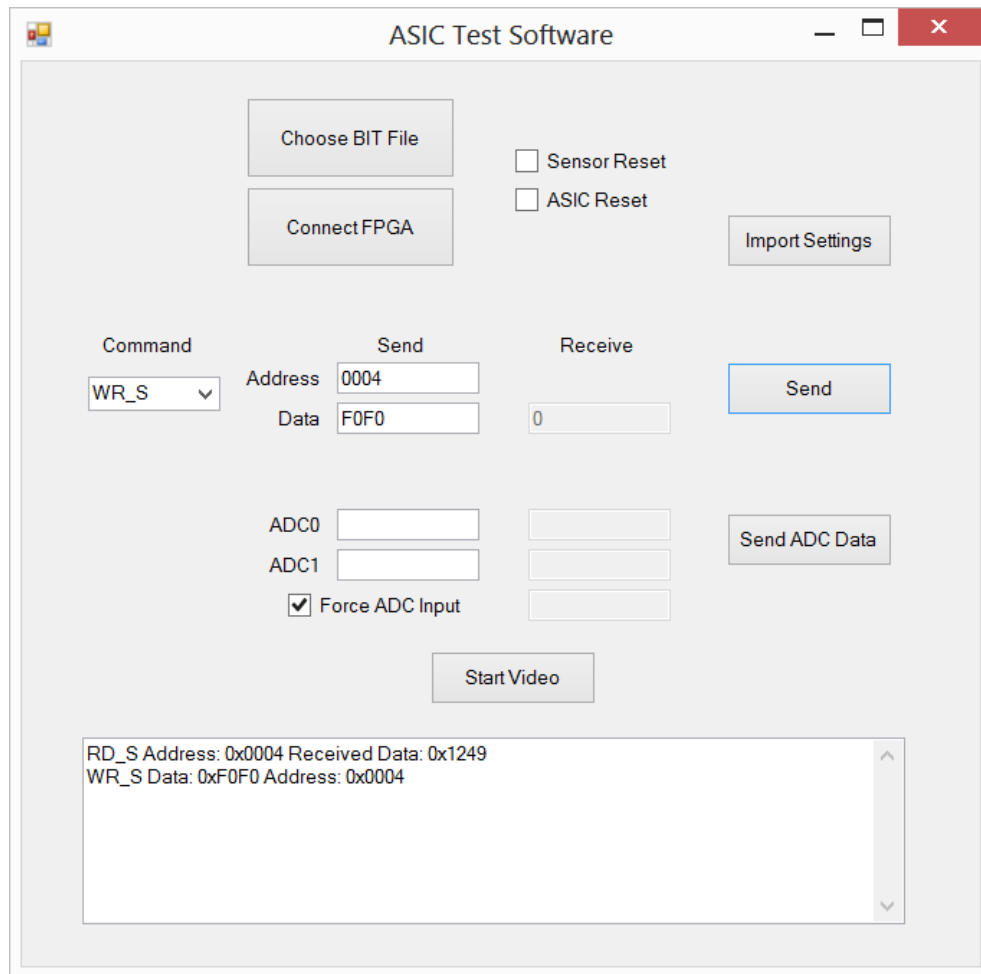 ASIC Test Software
Choose BIT File
Sensor Reset
ASIC Reset
Connect FPGA
Import Settings
Command Send Receive
WR_S Address 0004 Send
Data F0F0 0
ADC0
Send ADC Data
ADC1
Force ADC Input
Start Video
RD_S Address: 0x0004 Received Data: 0x1249
WR_S Data: 0xF0F0 Address: 0x0004